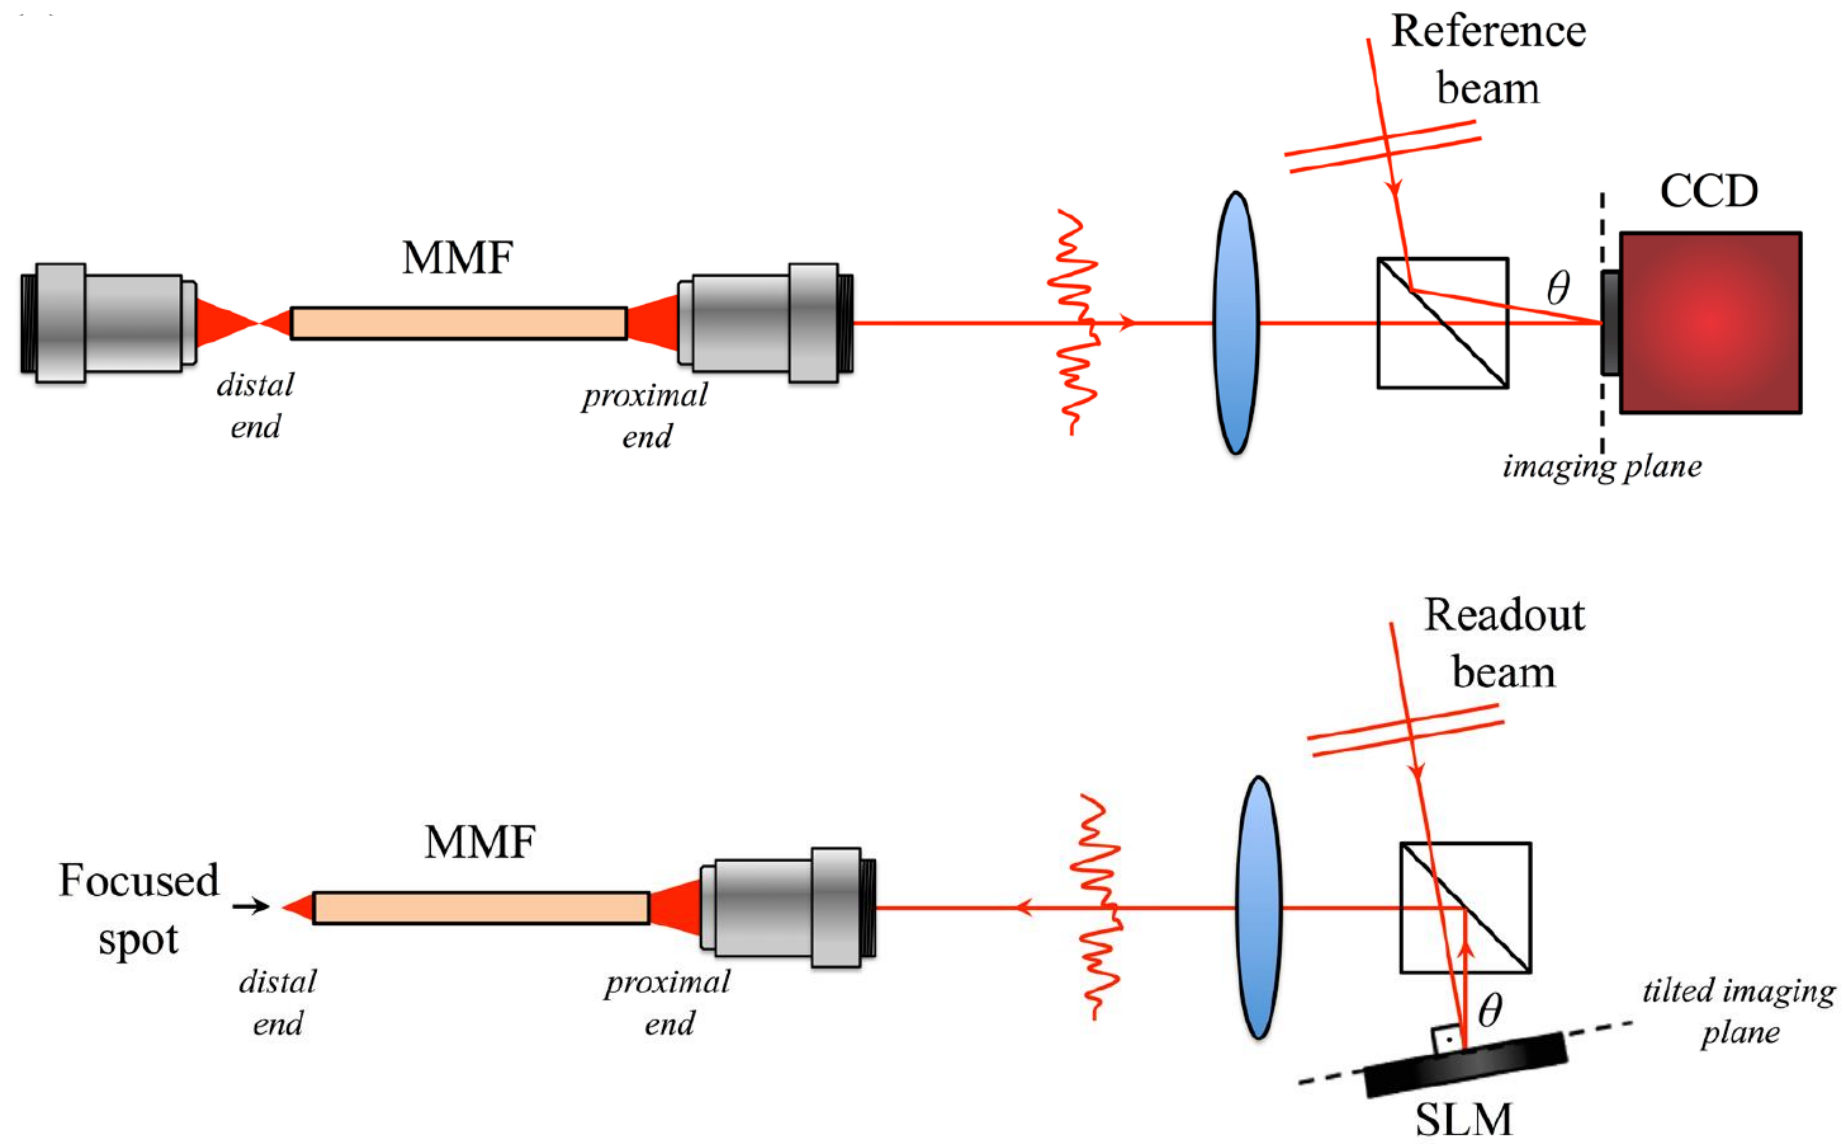 Reference
beam
CCD
MMF
θ
distal
end
proximal
end
imaging plane
Readout
beam
MMF
Focused
spot
distal
end
proximal
end
θ
tilted imaging
plane
SLM